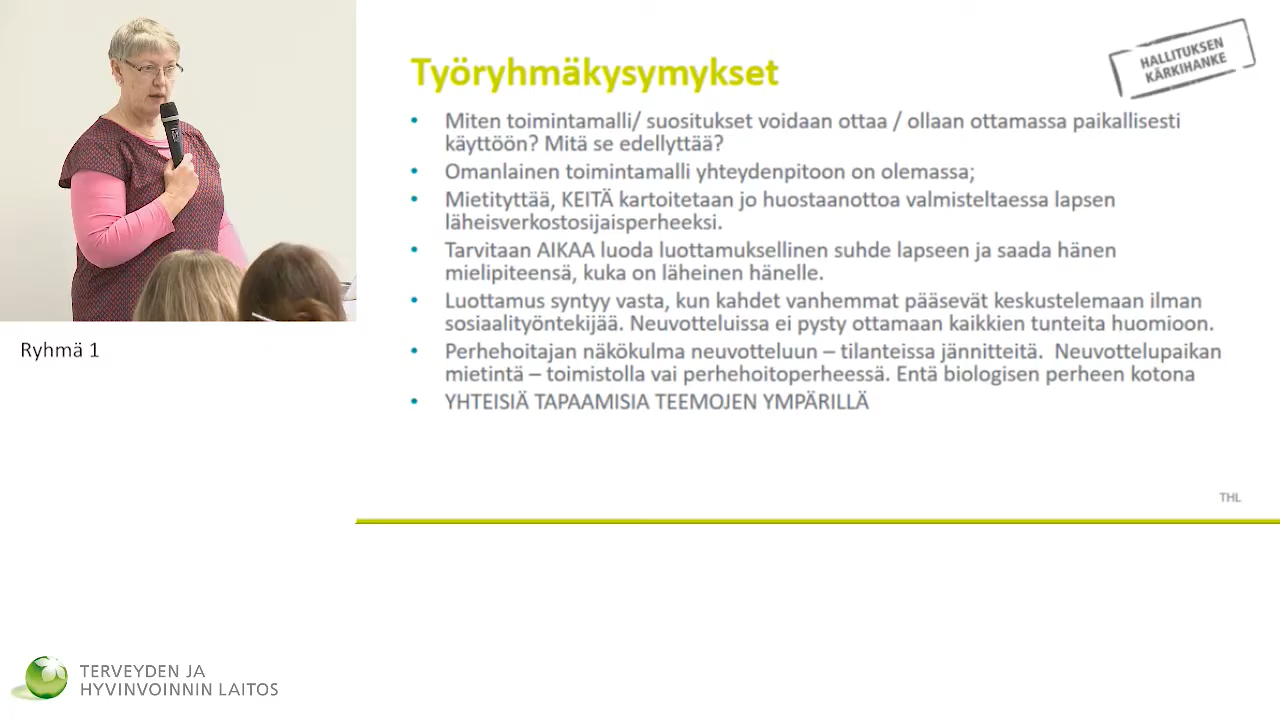 HALLITUKSEN
KÄRKIHANKE
Työryhmäkysymykset
• Miten toimintamalli/ suositukset voidaan ottaa / ollaan ottamassa paikallisesti
käyttöön? Mitä se edellyttää?
• Omanlainen toimintamalli yhteydenpitoon on olemassa;
• Mietityttää, KEITÄ kartoitetaan jo huostaanottoa valmisteltaessa lapsen
läheisverkostosijaisperheeksi.
• Tarvitaan AIKAA luoda luottamuksellinen suhde lapseen ja saada hänen
mielipiteensä, kuka on läheinen hänelle.
• Luottamus syntyy vasta, kun kahdet vanhemmat pääsevät keskustelemaan ilman
sosiaalityöntekijää. Neuvotteluissa ei pysty ottamaan kaikkien tunteita huomioon.
• Perhehoitajan näkökulma neuvotteluun – tilanteissa jännitteitä. Neuvottelupaikan
mietintä – toimistolla vai perhehoitoperheessä. Entä biologisen perheen kotona
• YHTEISIÄ TAPAAMISIA TEEMOJEN YMPÄRILLÄ
THL
Ryhmä 1
TERVEYDEN JA
HYVINVOINNIN LAITOS